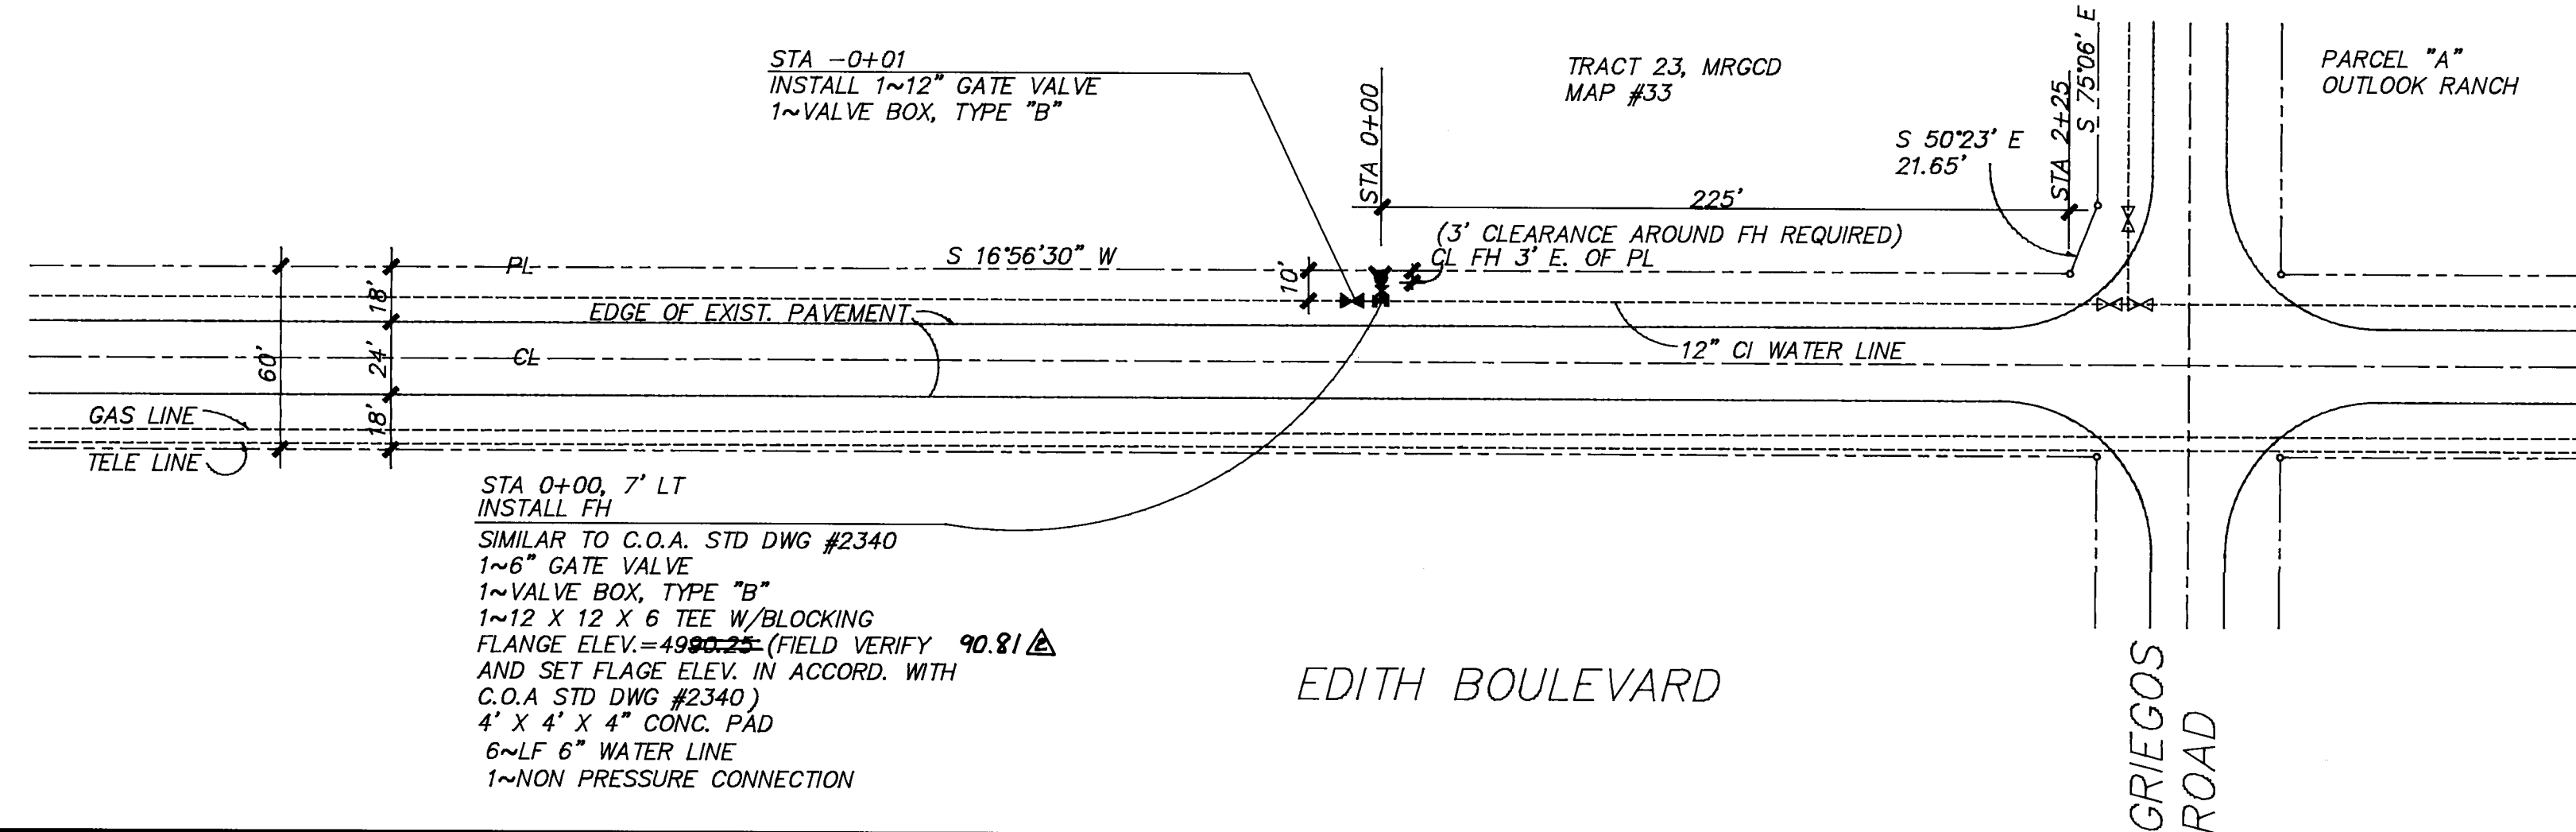 STA -0+01
INSTALL 1~12" GATE VALVE
1~VALVE BOX, TYPE "B"
STA 0+00
TRACT 23, MRGCD
MAP #33
S 50°23' E
21.65'
STA 2+25
S 75°06' E
PARCEL "A"
OUTLOOK RANCH
225'
(3' CLEARANCE AROUND FH REQUIRED)
CL FH 3' E. OF PL
PL
S 16°56'30" W
10'
18'
EDGE OF EXIST. PAVEMENT
60'
24'
CL
12" CI WATER LINE
GAS LINE
18'
TELE LINE
STA 0+00, 7' LT
INSTALL FH
SIMILAR TO C.O.A. STD DWG #2340
1~6" GATE VALVE
1~VALVE BOX, TYPE "B"
1~12 X 12 X 6 TEE W/BLOCKING
FLANGE ELEV.=4990.25 (FIELD VERIFY 90.81 2
AND SET FLAGE ELEV. IN ACCORD. WITH
C.O.A STD DWG #2340)
4' X 4' X 4" CONC. PAD
6~LF 6" WATER LINE
1~NON PRESSURE CONNECTION
EDITH BOULEVARD
GRIEGOS
ROAD